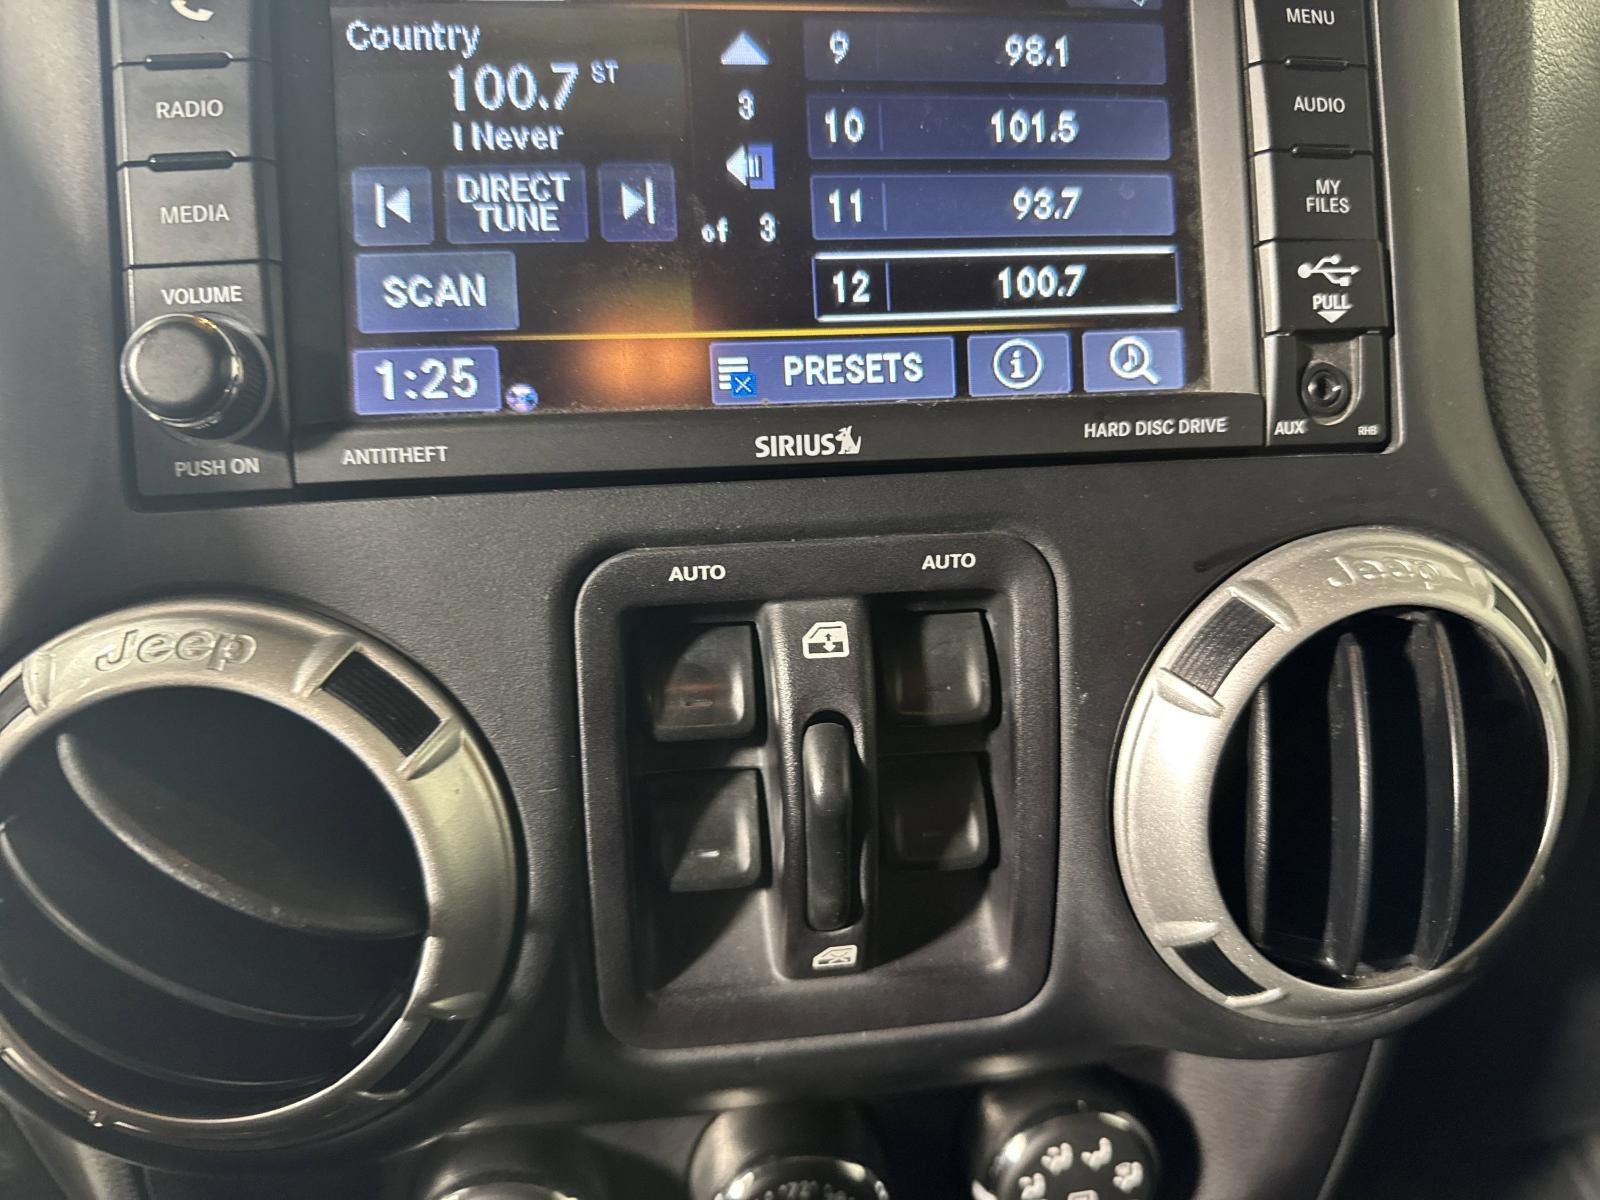 Country
100.7 ST
I Never
DIRECT
TUNE
SCAN
1:25
3
of 3
9 98.1
10 101.5
11 93.7
12 100.7
PRESETS
RADIO
MEDIA
VOLUME
PUSH ON
MENU
AUDIO
MY
FILES
PULL
AUX
RHB
ANTITHEFT
SIRIUS
HARD DISC DRIVE
AUTO
AUTO
Jeep
Jeep
72°